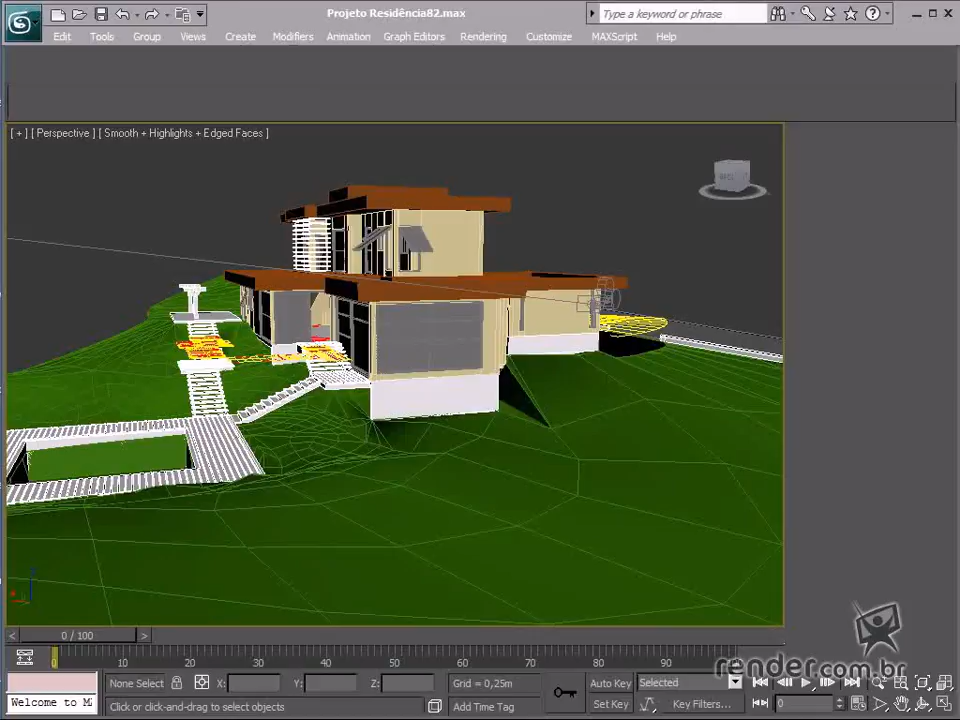 Projeto Residência82.max
Type a keyword or phrase
Edit Tools Group Views Create Modifiers Animation Graph Editors Rendering Customize MAXScript Help
[ + ] [ Perspective ] [ Smooth + Highlights + Edged Faces ]
0 / 100
0 10 20 30 40 50 60 70 80 90
render.com.br
None Select X: Y: Z: Grid = 0,25m Auto Key Selected
Welcome to M Click or click-and-drag to select objects Add Time Tag Set Key Key Filters... 0